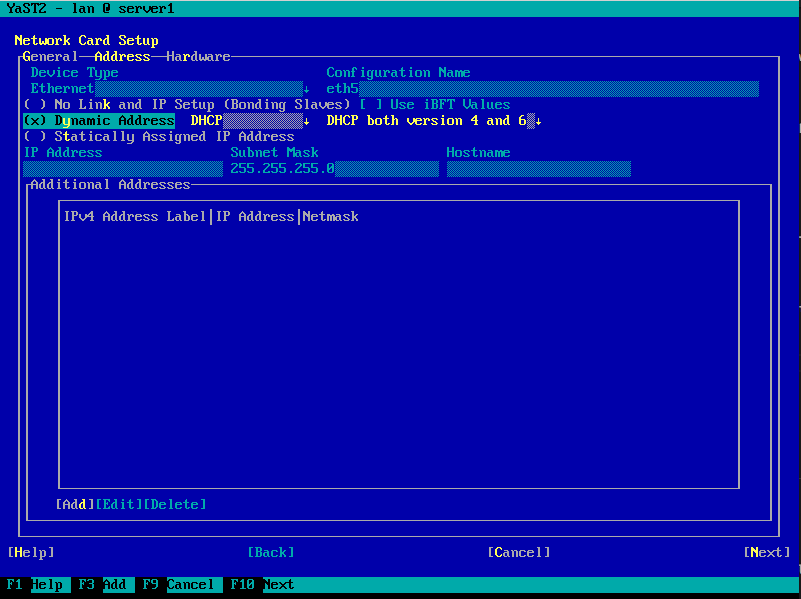 YaST2 - lan @ server1
Network Card Setup
General Address Hardware
Device Type Configuration Name
Ethernet ↓ eth5
( ) No Link and IP Setup (Bonding Slaves) [ ] Use iBFT Values
(x) Dynamic Address DHCP ↓ DHCP both version 4 and 6 ↓
( ) Statically Assigned IP Address
IP Address Subnet Mask Hostname
255.255.255.0
Additional Addresses
IPv4 Address Label|IP Address|Netmask
[Add][Edit][Delete]
[Help] [Back] [Cancel] [Next]
F1 Help F3 Add F9 Cancel F10 Next